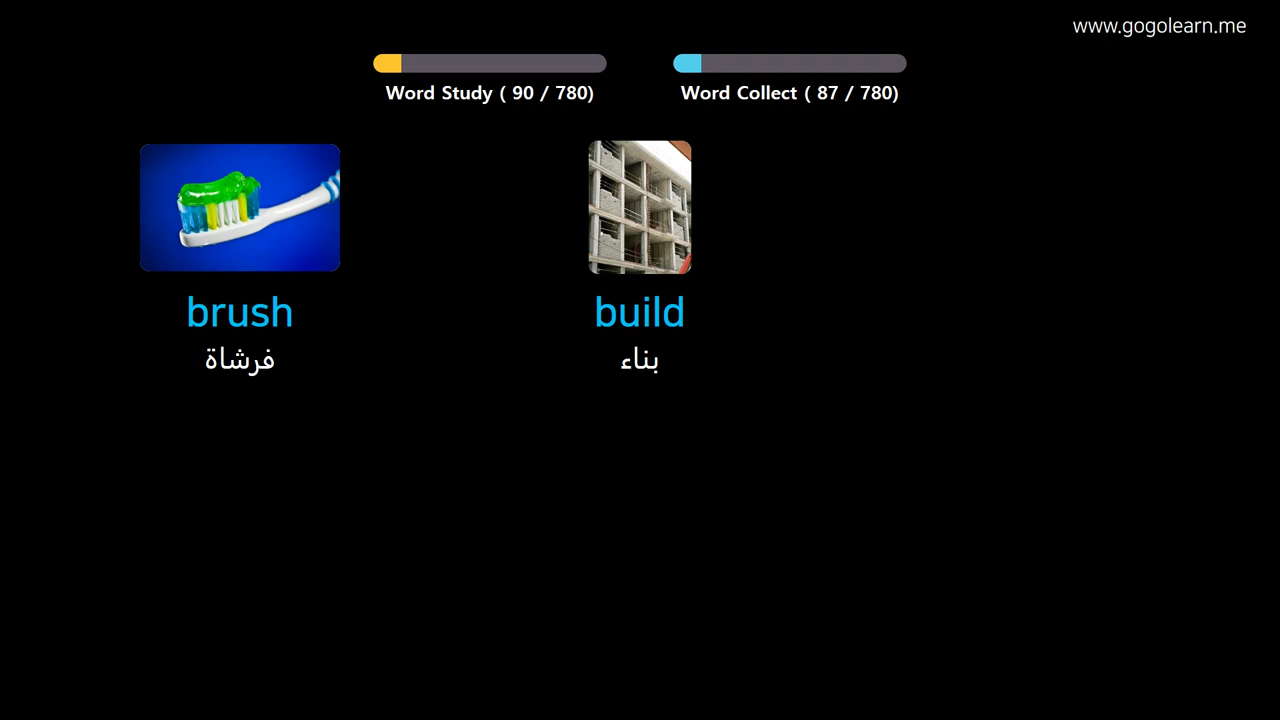 www.gogolearn.me
Word Study ( 90 / 780)
Word Collect ( 87 / 780)
brush
فرشاة
build
بناء